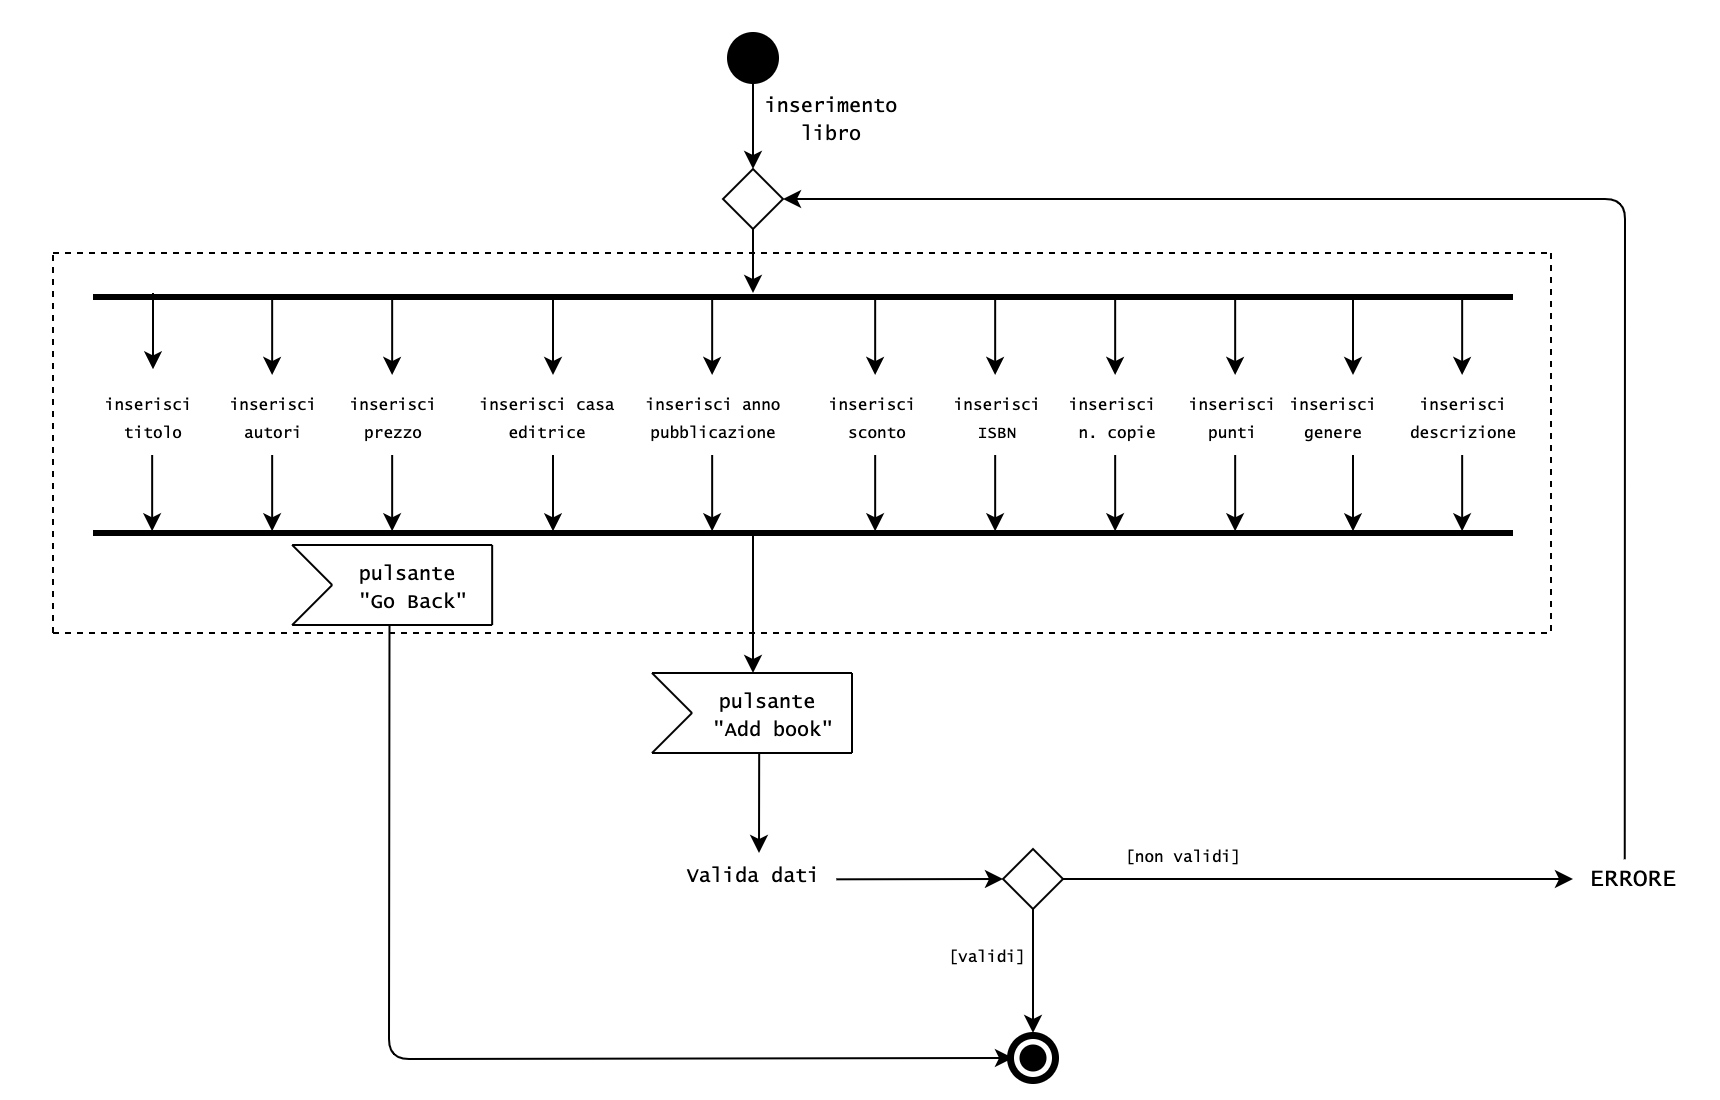 inserimento
libro
inserisci
titolo
inserisci
autori
inserisci
prezzo
inserisci casa
editrice
inserisci anno
pubblicazione
inserisci
sconto
inserisci
ISBN
inserisci
n. copie
inserisci
punti
inserisci
genere
inserisci
descrizione
pulsante
"Go Back"
pulsante
"Add book"
Valida dati
[non validi]
ERRORE
[validi]